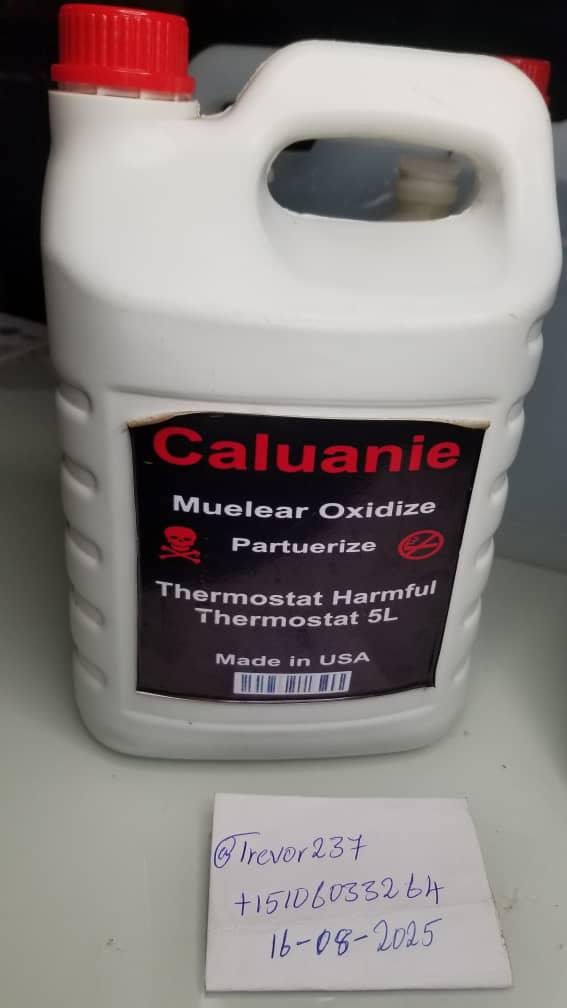 Caluanie
Muelear Oxidize
Partuerize
Thermostat Harmful
Thermostat 5L
Made in USA
@Trevor237
+15106033264
16-08-2025